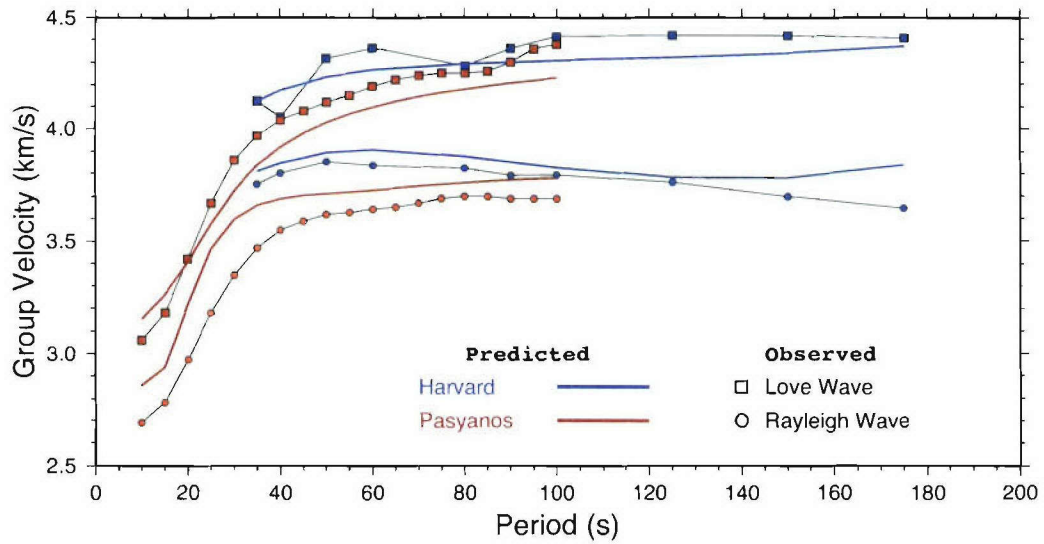 4.5
4.0
3.5
3.0
2.5
Group Velocity (km/s)
Predicted Observed
Harvard Love Wave
Pasyanos Rayleigh Wave
0 20 40 60 80 100 120 140 160 180 200
Period (s)